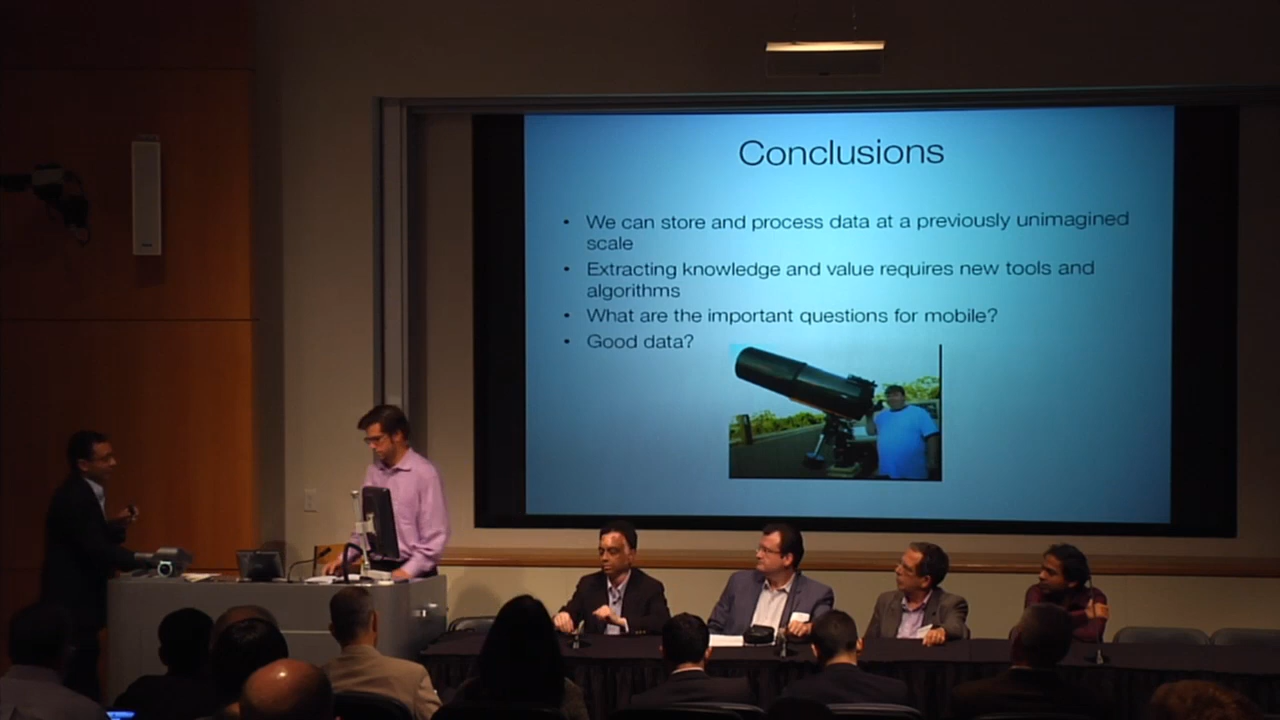 Conclusions
• We can store and process data at a previously unimagined
scale
• Extracting knowledge and value requires new tools and
algorithms
• What are the important questions for mobile?
• Good data?